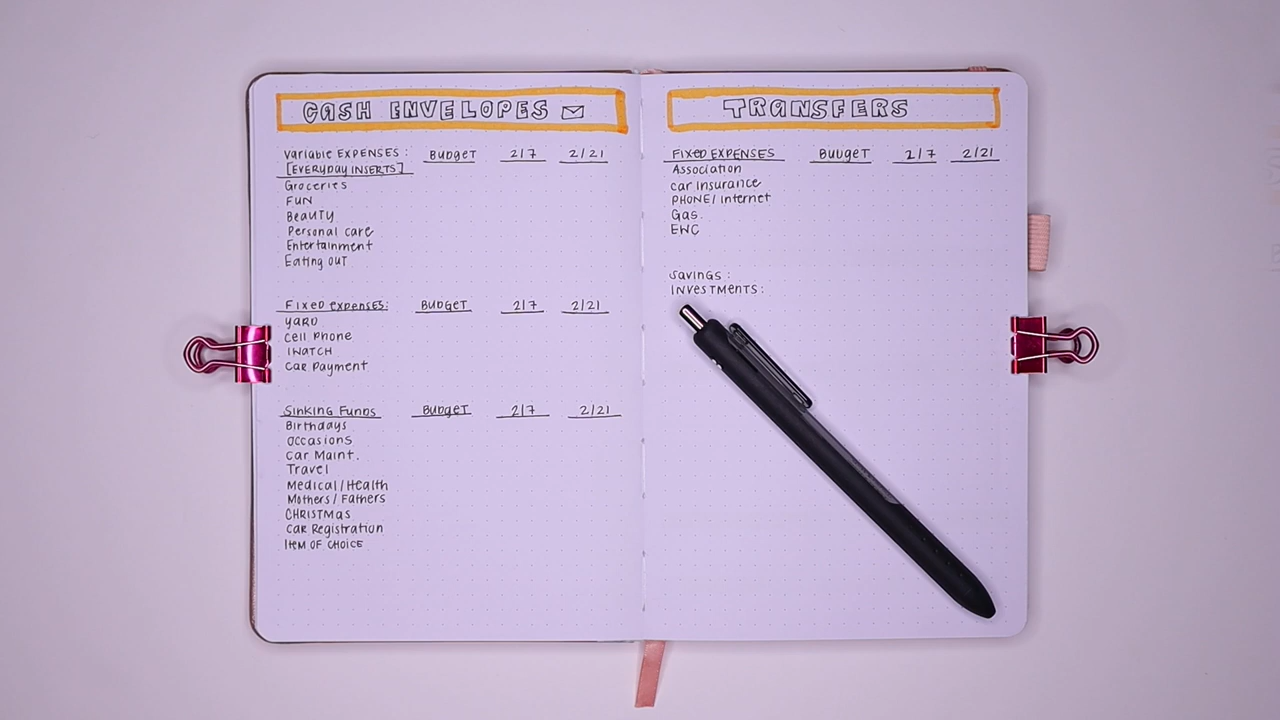 CASH ENVELOPES
VARIABLE EXPENSES: BUDGET 2/7 2/21
[EVERYDAY INSERTS]
Groceries
FUN
Beauty
Personal care
Entertainment
Eating out
Fixed expenses: BUDGET 2/7 2/21
YARD
Cell Phone
IWATCH
Car Payment
Sinking Funds BUDGET 2/7 2/21
Birthdays
Occasions
Car Maint.
Travel
Medical/Health
Mothers/Fathers
CHRISTMAS
Car Registration
ITEM OF CHOICE
TRANSFERS
FIXED EXPENSES BUDGET 2/7 2/21
Association
car insurance
PHONE/Internet
Gas.
EWC
Savings:
INVESTMENTS: